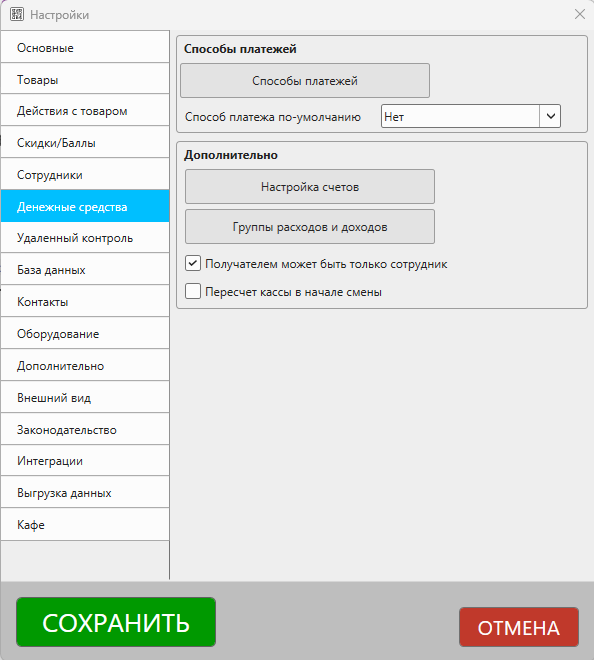 Настройки
Основные
Товары
Действия с товаром
Скидки/Баллы
Сотрудники
Денежные средства
Удаленный контроль
База данных
Контакты
Оборудование
Дополнительно
Внешний вид
Законодательство
Интеграции
Выгрузка данных
Кафе
Способы платежей
Способы платежей
Способ платежа по-умолчанию Нет
Дополнительно
Настройка счетов
Группы расходов и доходов
Получателем может быть только сотрудник
Пересчет кассы в начале смены
СОХРАНИТЬ
ОТМЕНА